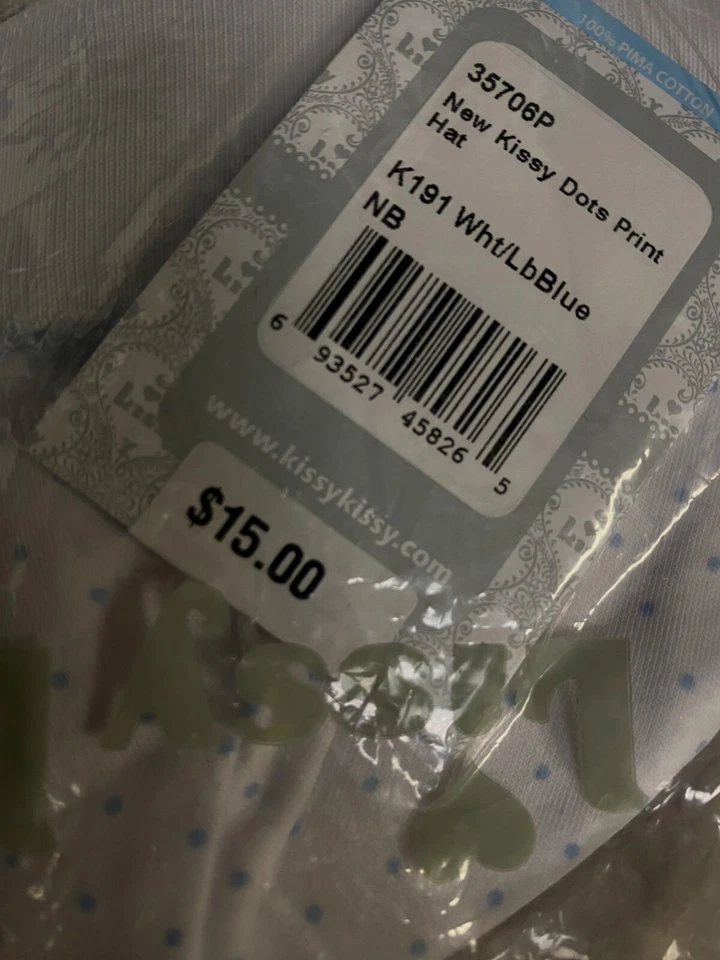 100% PIMA COTTON
35706P
New Kissy Dots Print
Hat
K191 Wht/LbBlue
NB
6 93527 45826 5
www.kissykissy.com
$15.00